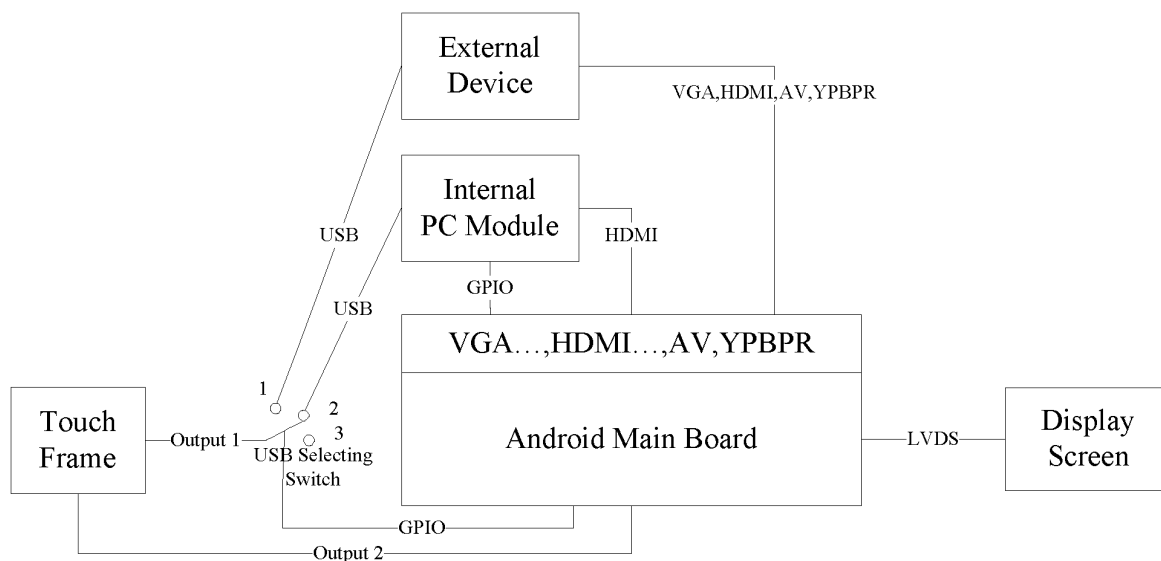 External
Device
VGA,HDMI,AV,YPBPR
Internal
PC Module
USB
HDMI
GPIO
USB
VGA…,HDMI…,AV,YPBPR
1
2
3
Touch
Frame
Output 1
USB Selecting
Switch
Android Main Board
LVDS
Display
Screen
GPIO
Output 2